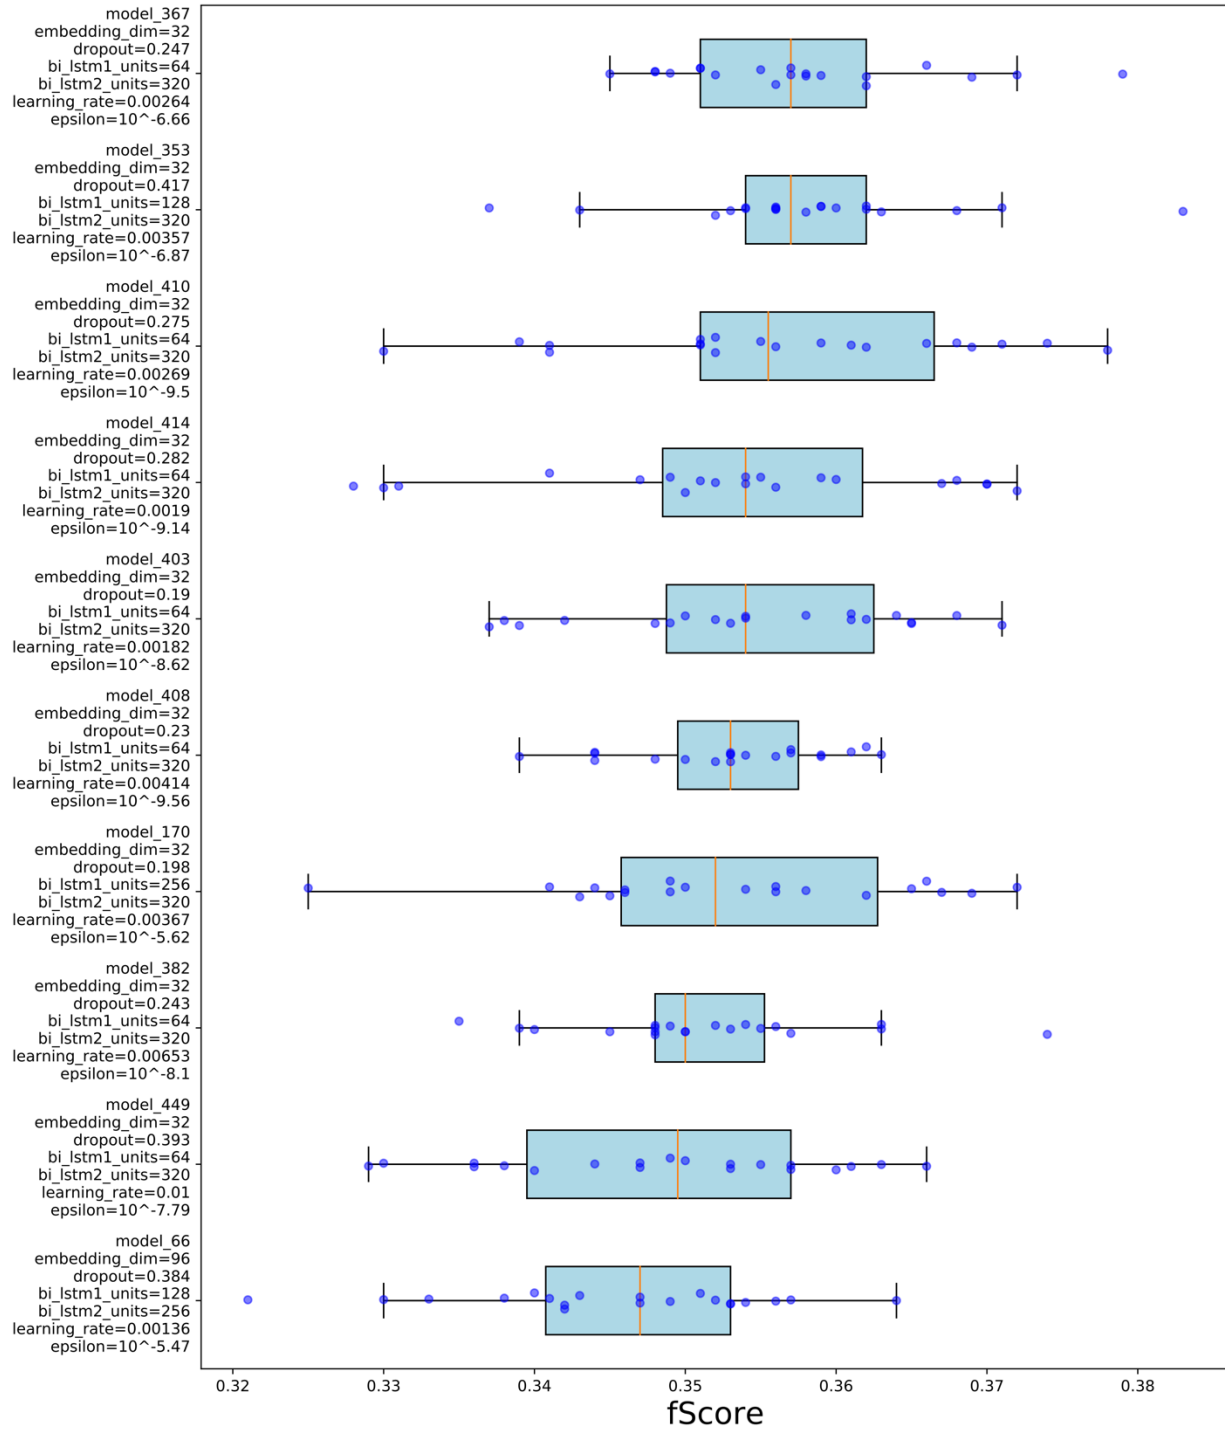 model_367
embedding_dim=32
dropout=0.247
bi_lstm1_units=64
bi_lstm2_units=320
learning_rate=0.00264
epsilon=10^-6.66
model_353
embedding_dim=32
dropout=0.417
bi_lstm1_units=128
bi_lstm2_units=320
learning_rate=0.00357
epsilon=10^-6.87
model_410
embedding_dim=32
dropout=0.275
bi_lstm1_units=64
bi_lstm2_units=320
learning_rate=0.00269
epsilon=10^-9.5
model_414
embedding_dim=32
dropout=0.282
bi_lstm1_units=64
bi_lstm2_units=320
learning_rate=0.0019
epsilon=10^-9.14
model_403
embedding_dim=32
dropout=0.19
bi_lstm1_units=64
bi_lstm2_units=320
learning_rate=0.00182
epsilon=10^-8.62
model_408
embedding_dim=32
dropout=0.23
bi_lstm1_units=64
bi_lstm2_units=320
learning_rate=0.00414
epsilon=10^-9.56
model_170
embedding_dim=32
dropout=0.198
bi_lstm1_units=256
bi_lstm2_units=320
learning_rate=0.00367
epsilon=10^-5.62
model_382
embedding_dim=32
dropout=0.243
bi_lstm1_units=64
bi_lstm2_units=320
learning_rate=0.00653
epsilon=10^-8.1
model_449
embedding_dim=32
dropout=0.393
bi_lstm1_units=64
bi_lstm2_units=320
learning_rate=0.01
epsilon=10^-7.79
model_66
embedding_dim=96
dropout=0.384
bi_lstm1_units=128
bi_lstm2_units=256
learning_rate=0.00136
epsilon=10^-5.47
0.32 0.33 0.34 0.35 0.36 0.37 0.38
fScore